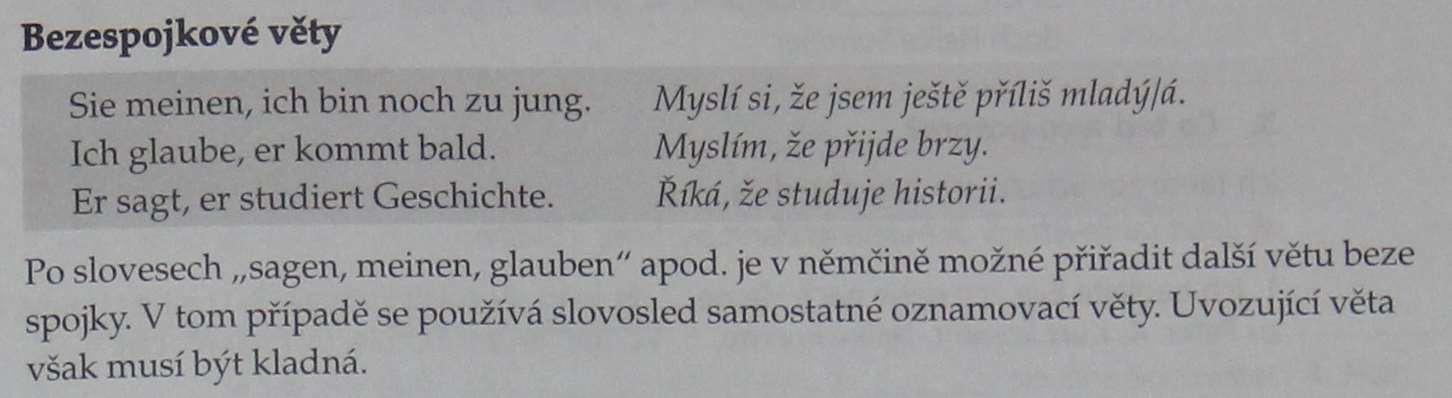 Bezespojkové věty
Sie meinen, ich bin noch zu jung. Myslí si, že jsem ještě příliš mladý/á.
Ich glaube, er kommt bald. Myslím, že přijde brzy.
Er sagt, er studiert Geschichte. Říká, že studuje historii.
Po slovesech „sagen, meinen, glauben“ apod. je v němčině možné přiřadit další větu beze
spojky. V tom případě se používá slovosled samostatné oznamovací věty. Uvozující věta
však musí být kladná.